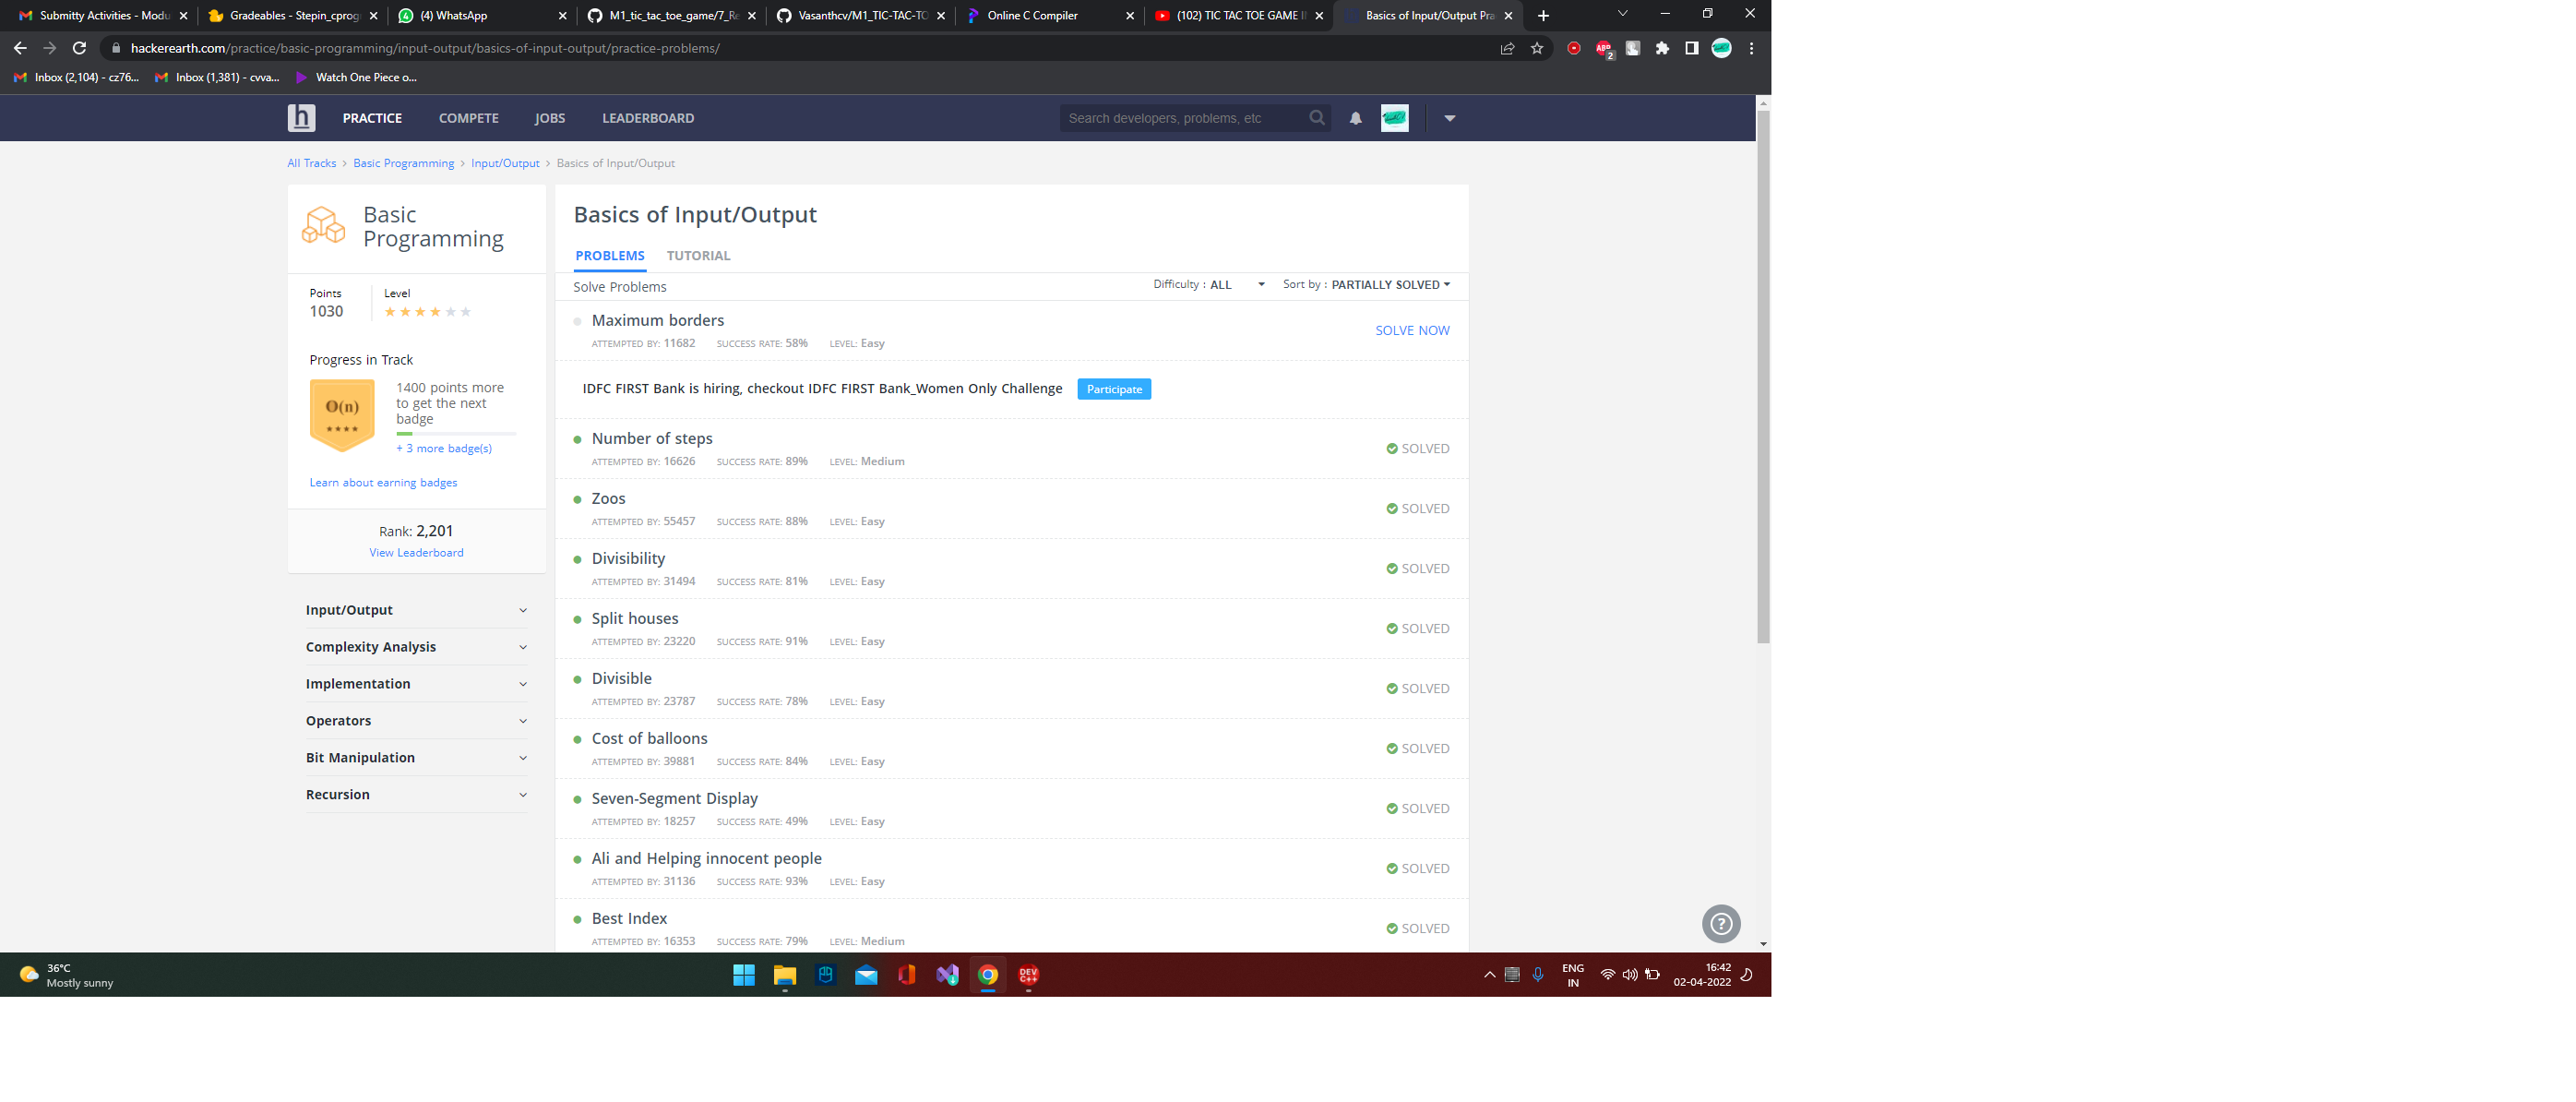 Submitty Activities - Modu
Gradeables - Stepin_cprog
(4) WhatsApp
M1_tic_tac_toe_game/7_Re
Vasanthcv/M1_TIC-TAC-TO
Online C Compiler
(102) TIC TAC TOE GAME I
Basics of Input/Output Pra
hackerearth.com/practice/basic-programming/input-output/basics-of-input-output/practice-problems/
ABP
2
Inbox (2,104) - cz76...
Inbox (1,381) - cvva...
Watch One Piece o...
h
PRACTICE
COMPETE
JOBS
LEADERBOARD
Search developers, problems, etc
All Tracks > Basic Programming > Input/Output > Basics of Input/Output
Basic
Programming
Points
1030
Level
Progress in Track
O(n)
1400 points more
to get the next
badge
+ 3 more badge(s)
Learn about earning badges
Rank: 2,201
View Leaderboard
Input/Output
Complexity Analysis
Implementation
Operators
Bit Manipulation
Recursion
Basics of Input/Output
PROBLEMS
TUTORIAL
Solve Problems
Difficulty : ALL
Sort by : PARTIALLY SOLVED
Maximum borders
SOLVE NOW
ATTEMPTED BY: 11682 SUCCESS RATE: 58% LEVEL: Easy
IDFC FIRST Bank is hiring, checkout IDFC FIRST Bank_Women Only Challenge
Participate
Number of steps
SOLVED
ATTEMPTED BY: 16626 SUCCESS RATE: 89% LEVEL: Medium
Zoos
SOLVED
ATTEMPTED BY: 55457 SUCCESS RATE: 88% LEVEL: Easy
Divisibility
SOLVED
ATTEMPTED BY: 31494 SUCCESS RATE: 81% LEVEL: Easy
Split houses
SOLVED
ATTEMPTED BY: 23220 SUCCESS RATE: 91% LEVEL: Easy
Divisible
SOLVED
ATTEMPTED BY: 23787 SUCCESS RATE: 78% LEVEL: Easy
Cost of balloons
SOLVED
ATTEMPTED BY: 39881 SUCCESS RATE: 84% LEVEL: Easy
Seven-Segment Display
SOLVED
ATTEMPTED BY: 18257 SUCCESS RATE: 49% LEVEL: Easy
Ali and Helping innocent people
SOLVED
ATTEMPTED BY: 31136 SUCCESS RATE: 93% LEVEL: Easy
Best Index
SOLVED
ATTEMPTED BY: 16353 SUCCESS RATE: 79% LEVEL: Medium
36°C
Mostly sunny
DEV
C++
ENG
IN
16:42
02-04-2022